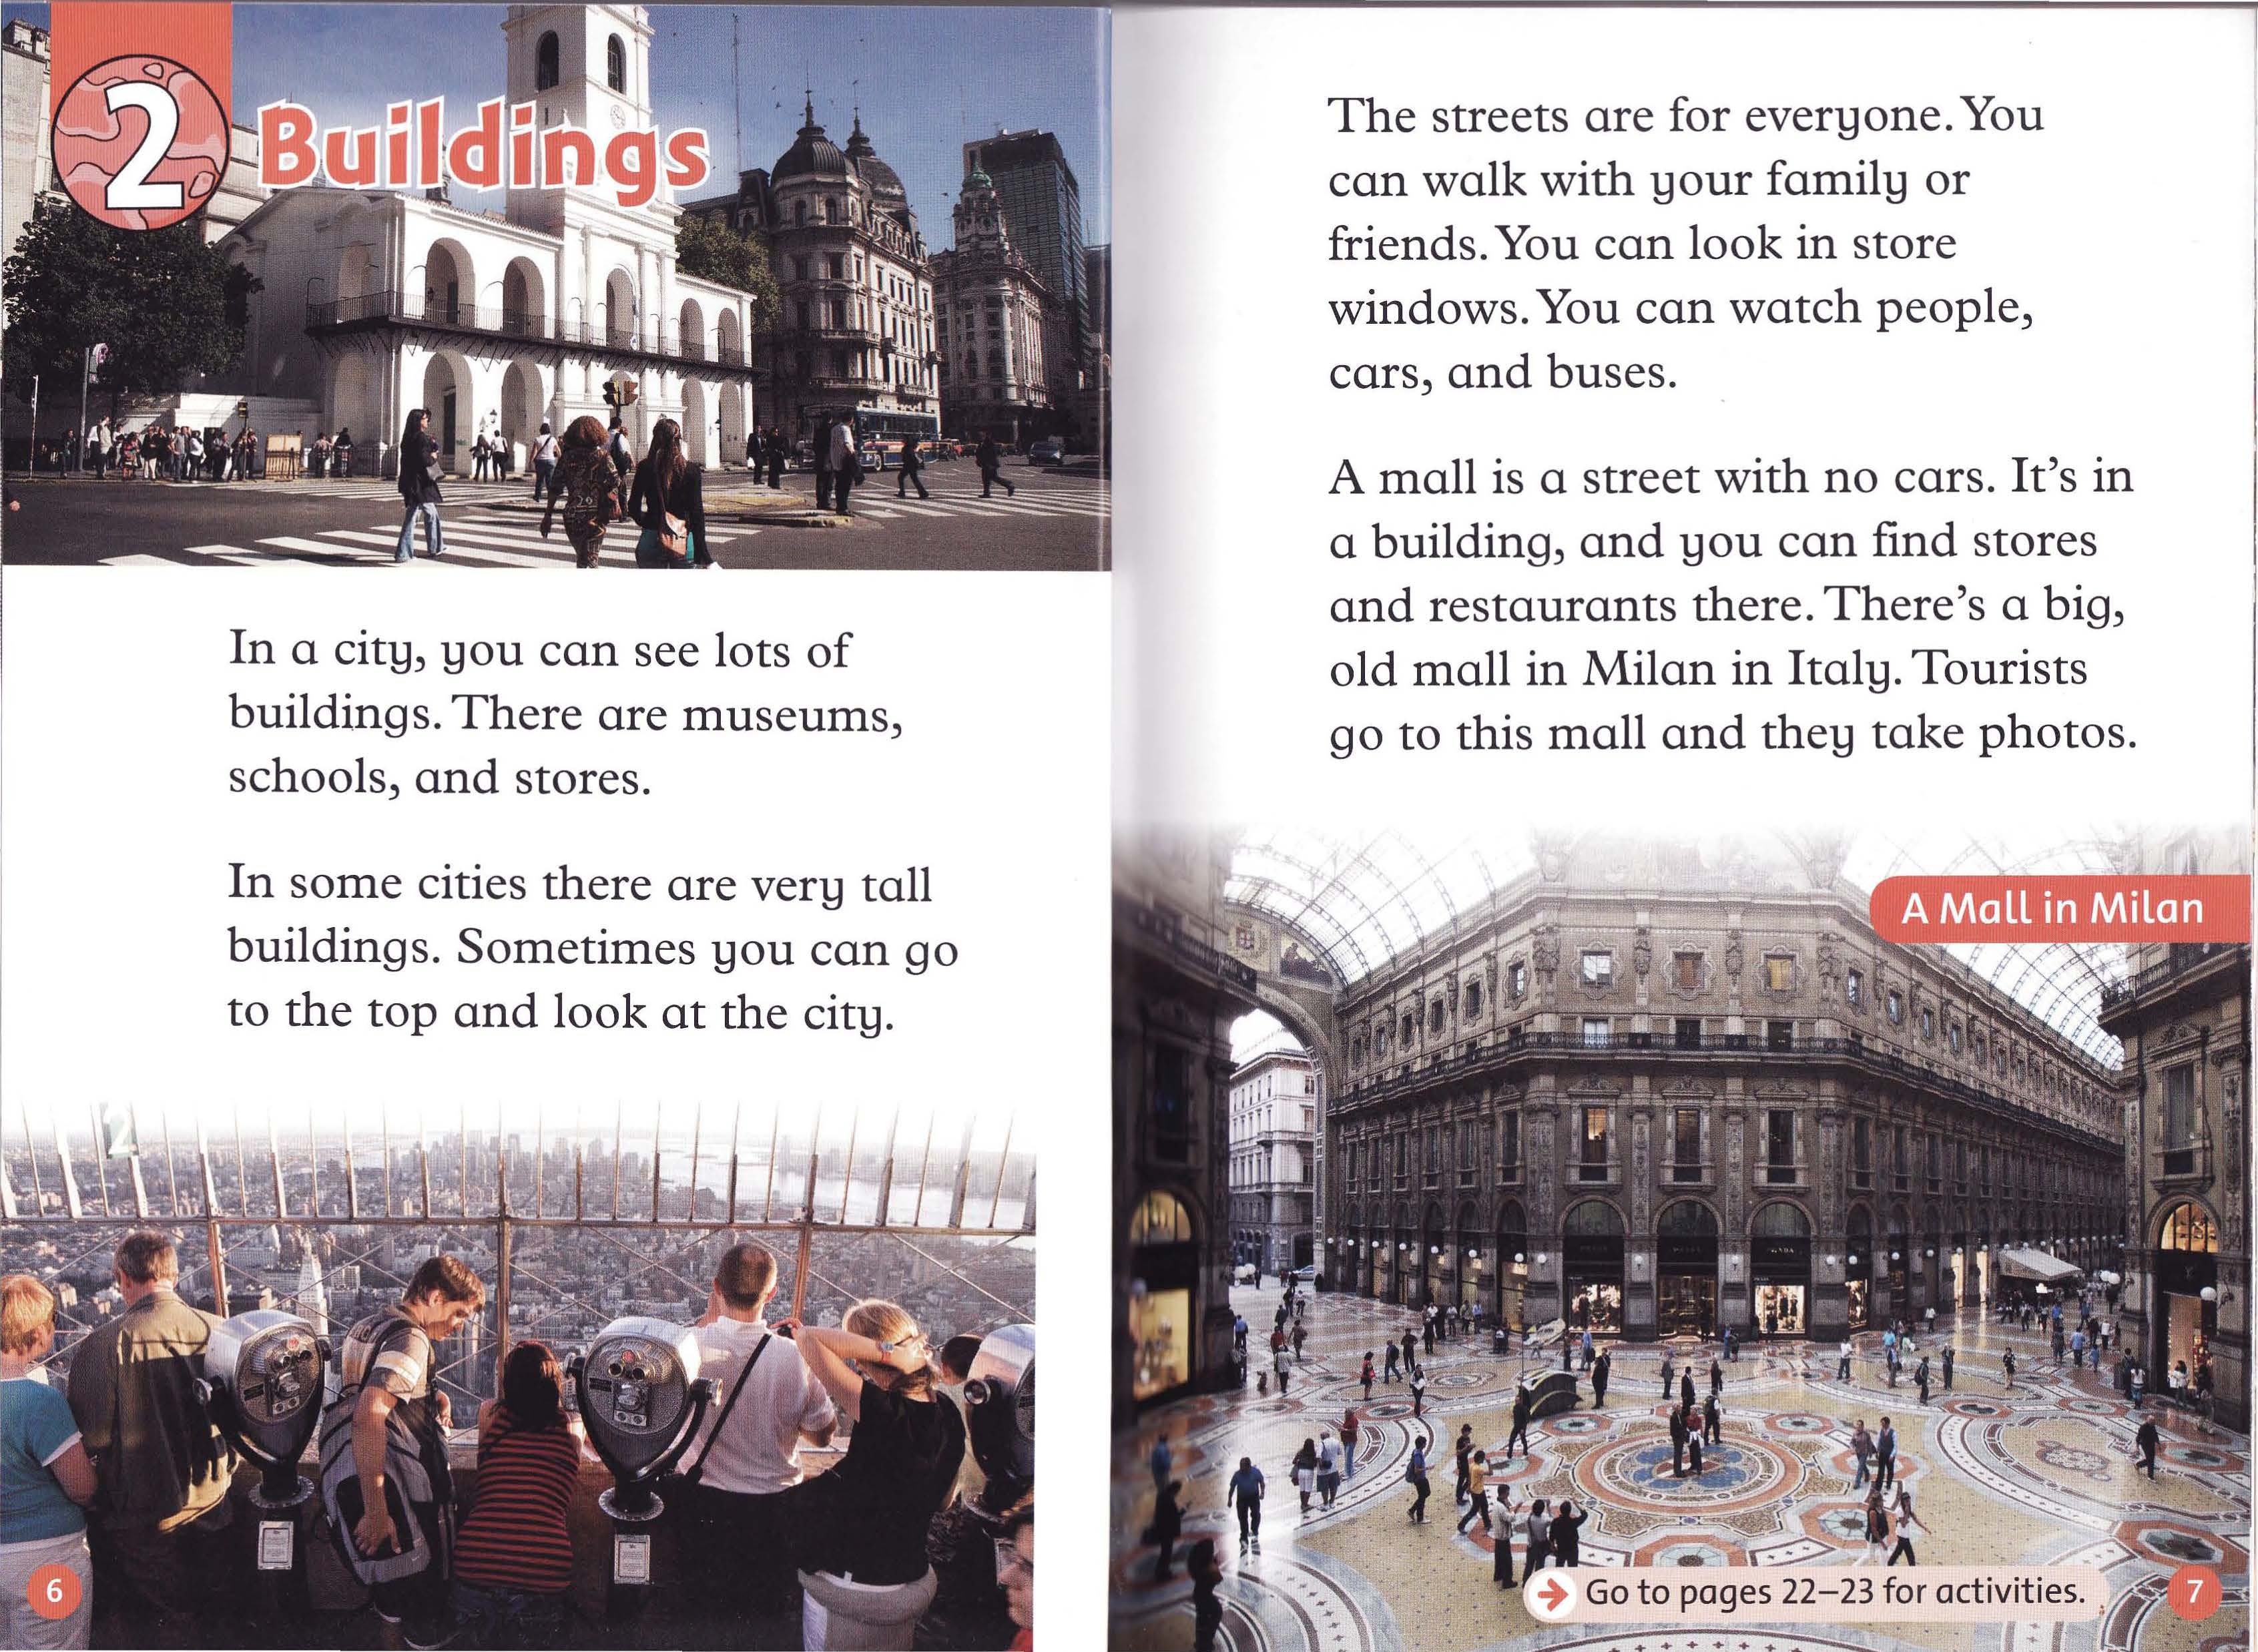 2
Buildings
In a city, you can see lots of
buildings. There are museums,
schools, and stores.
In some cities there are very tall
buildings. Sometimes you can go
to the top and look at the city.
6
The streets are for everyone. You
can walk with your family or
friends. You can look in store
windows. You can watch people,
cars, and buses.
A mall is a street with no cars. It's in
a building, and you can find stores
and restaurants there. There's a big,
old mall in Milan in Italy. Tourists
go to this mall and they take photos.
A Mall in Milan
Go to pages 22–23 for activities.
7